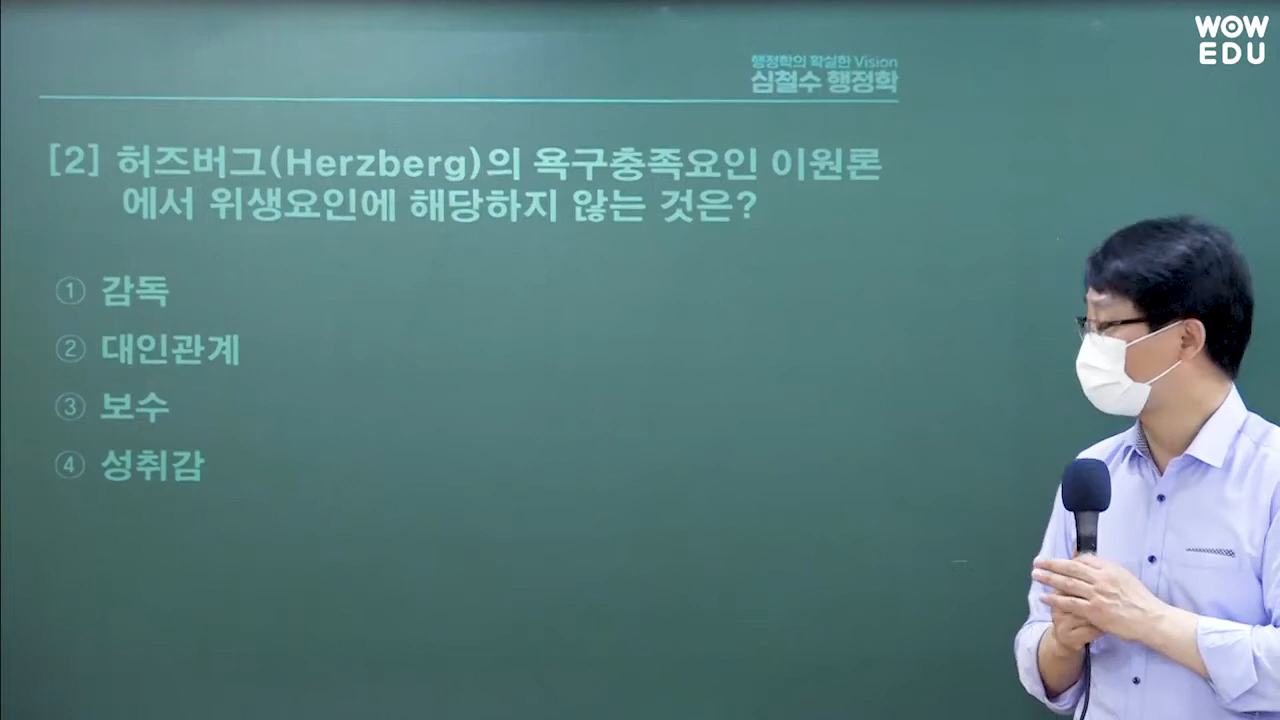 WOW
EDU
행정학의 확실한 Vision
심철수 행정학
[2] 허즈버그(Herzberg)의 욕구충족요인 이원론
에서 위생요인에 해당하지 않는 것은?
① 감독
② 대인관계
③ 보수
④ 성취감